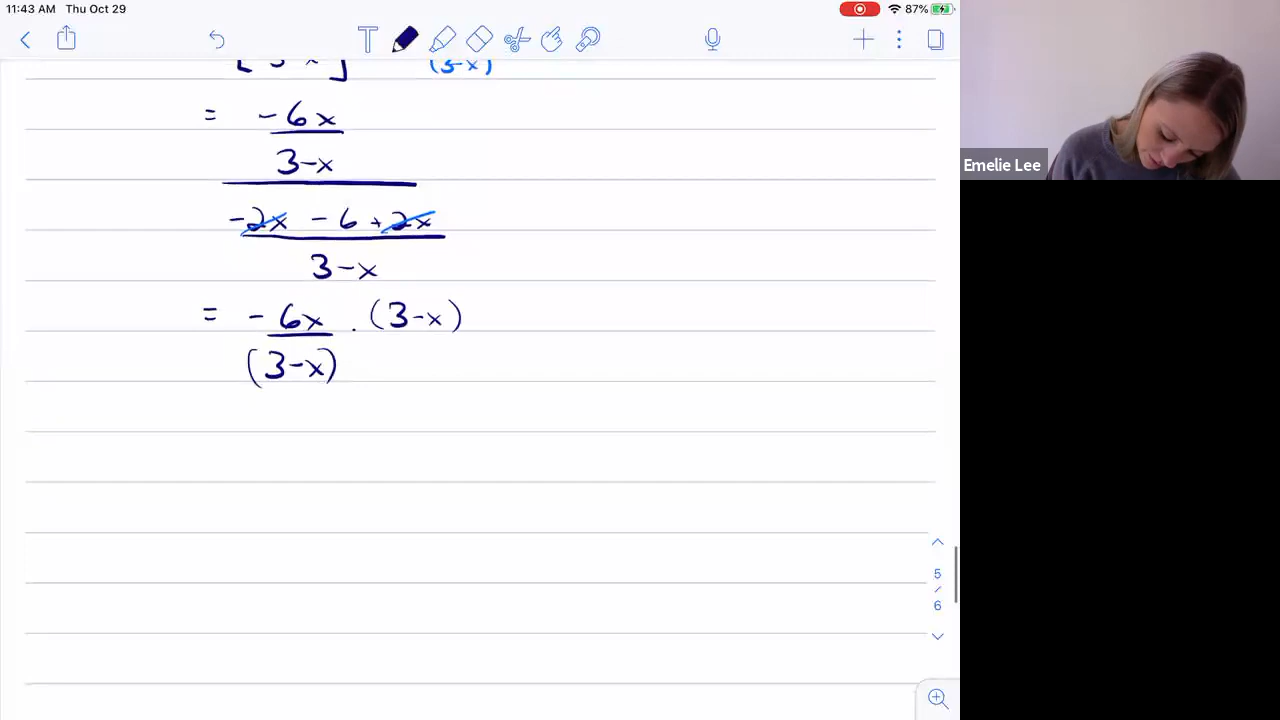 11:43 AM Thu Oct 29
87%
T
(3-x)
= -6x
3-x
-2x - 6 + 2x
3-x
= -6x . (3-x)
(3-x)
5
/
6
Emelie Lee